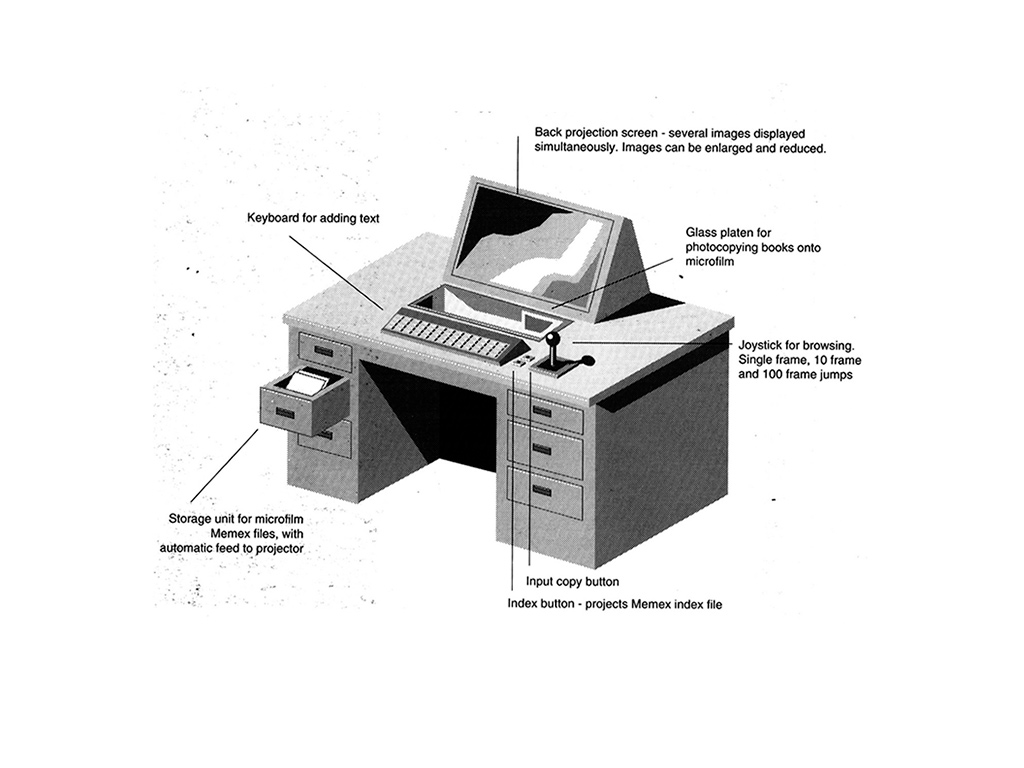 Back projection screen - several images displayed
simultaneously. Images can be enlarged and reduced.
Keyboard for adding text
Glass platen for
photocopying books onto
microfilm
Joystick for browsing.
Single frame, 10 frame
and 100 frame jumps
Storage unit for microfilm
Memex files, with
automatic feed to projector
Input copy button
Index button - projects Memex index file